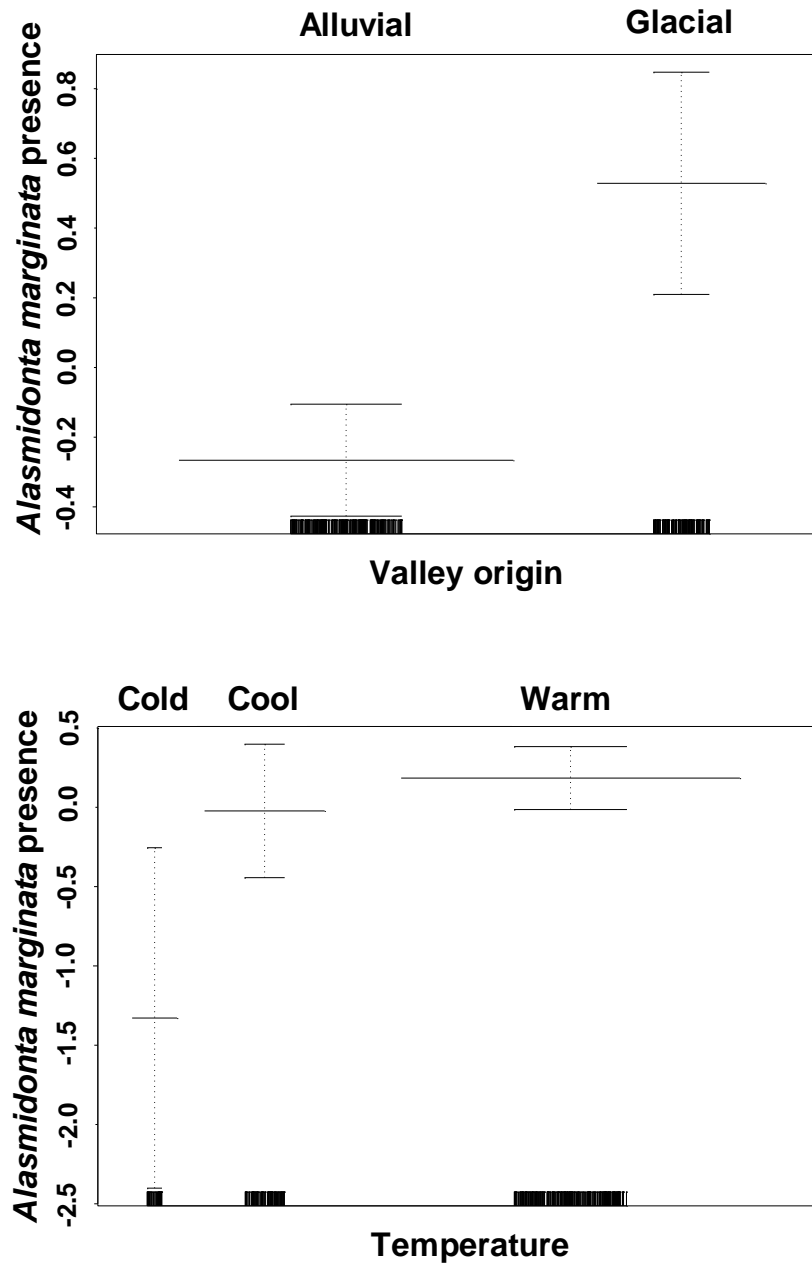 Alluvial Glacial
Alasmidonta marginata presence
0.8
0.6
0.4
0.2
0.0
-0.2
-0.4
Valley origin
Cold Cool Warm
Alasmidonta marginata presence
0.5
0.0
-0.5
-1.0
-1.5
-2.0
-2.5
Temperature